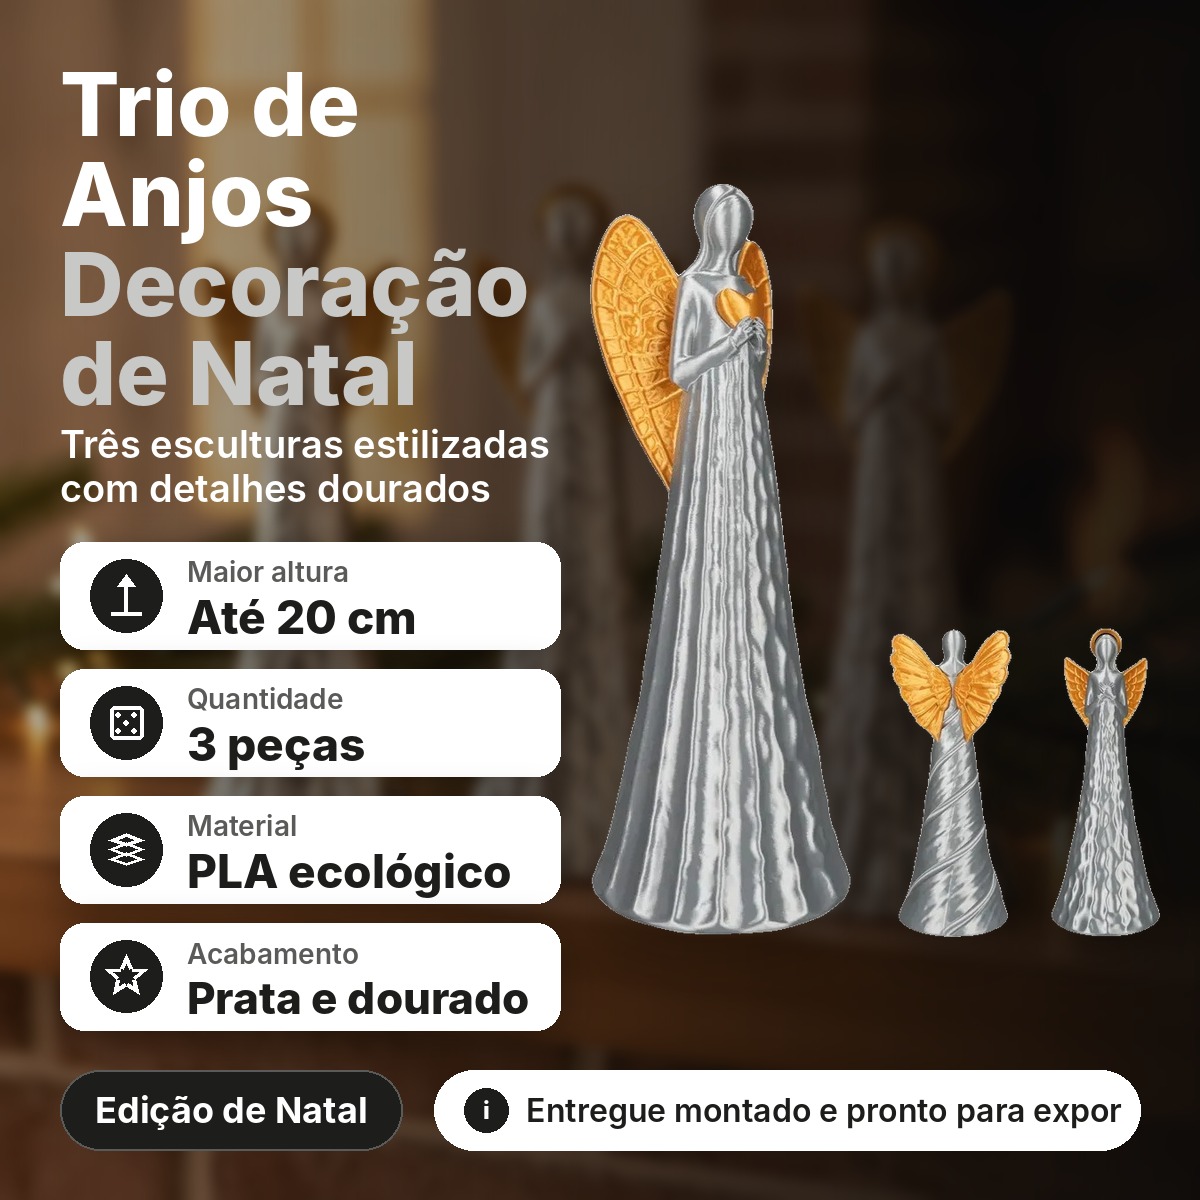 Trio de
Anjos
Decoração
de Natal
Três esculturas estilizadas
com detalhes dourados
Maior altura
Até 20 cm
Quantidade
3 peças
Material
PLA ecológico
Acabamento
Prata e dourado
Edição de Natal
i Entregue montado e pronto para expor